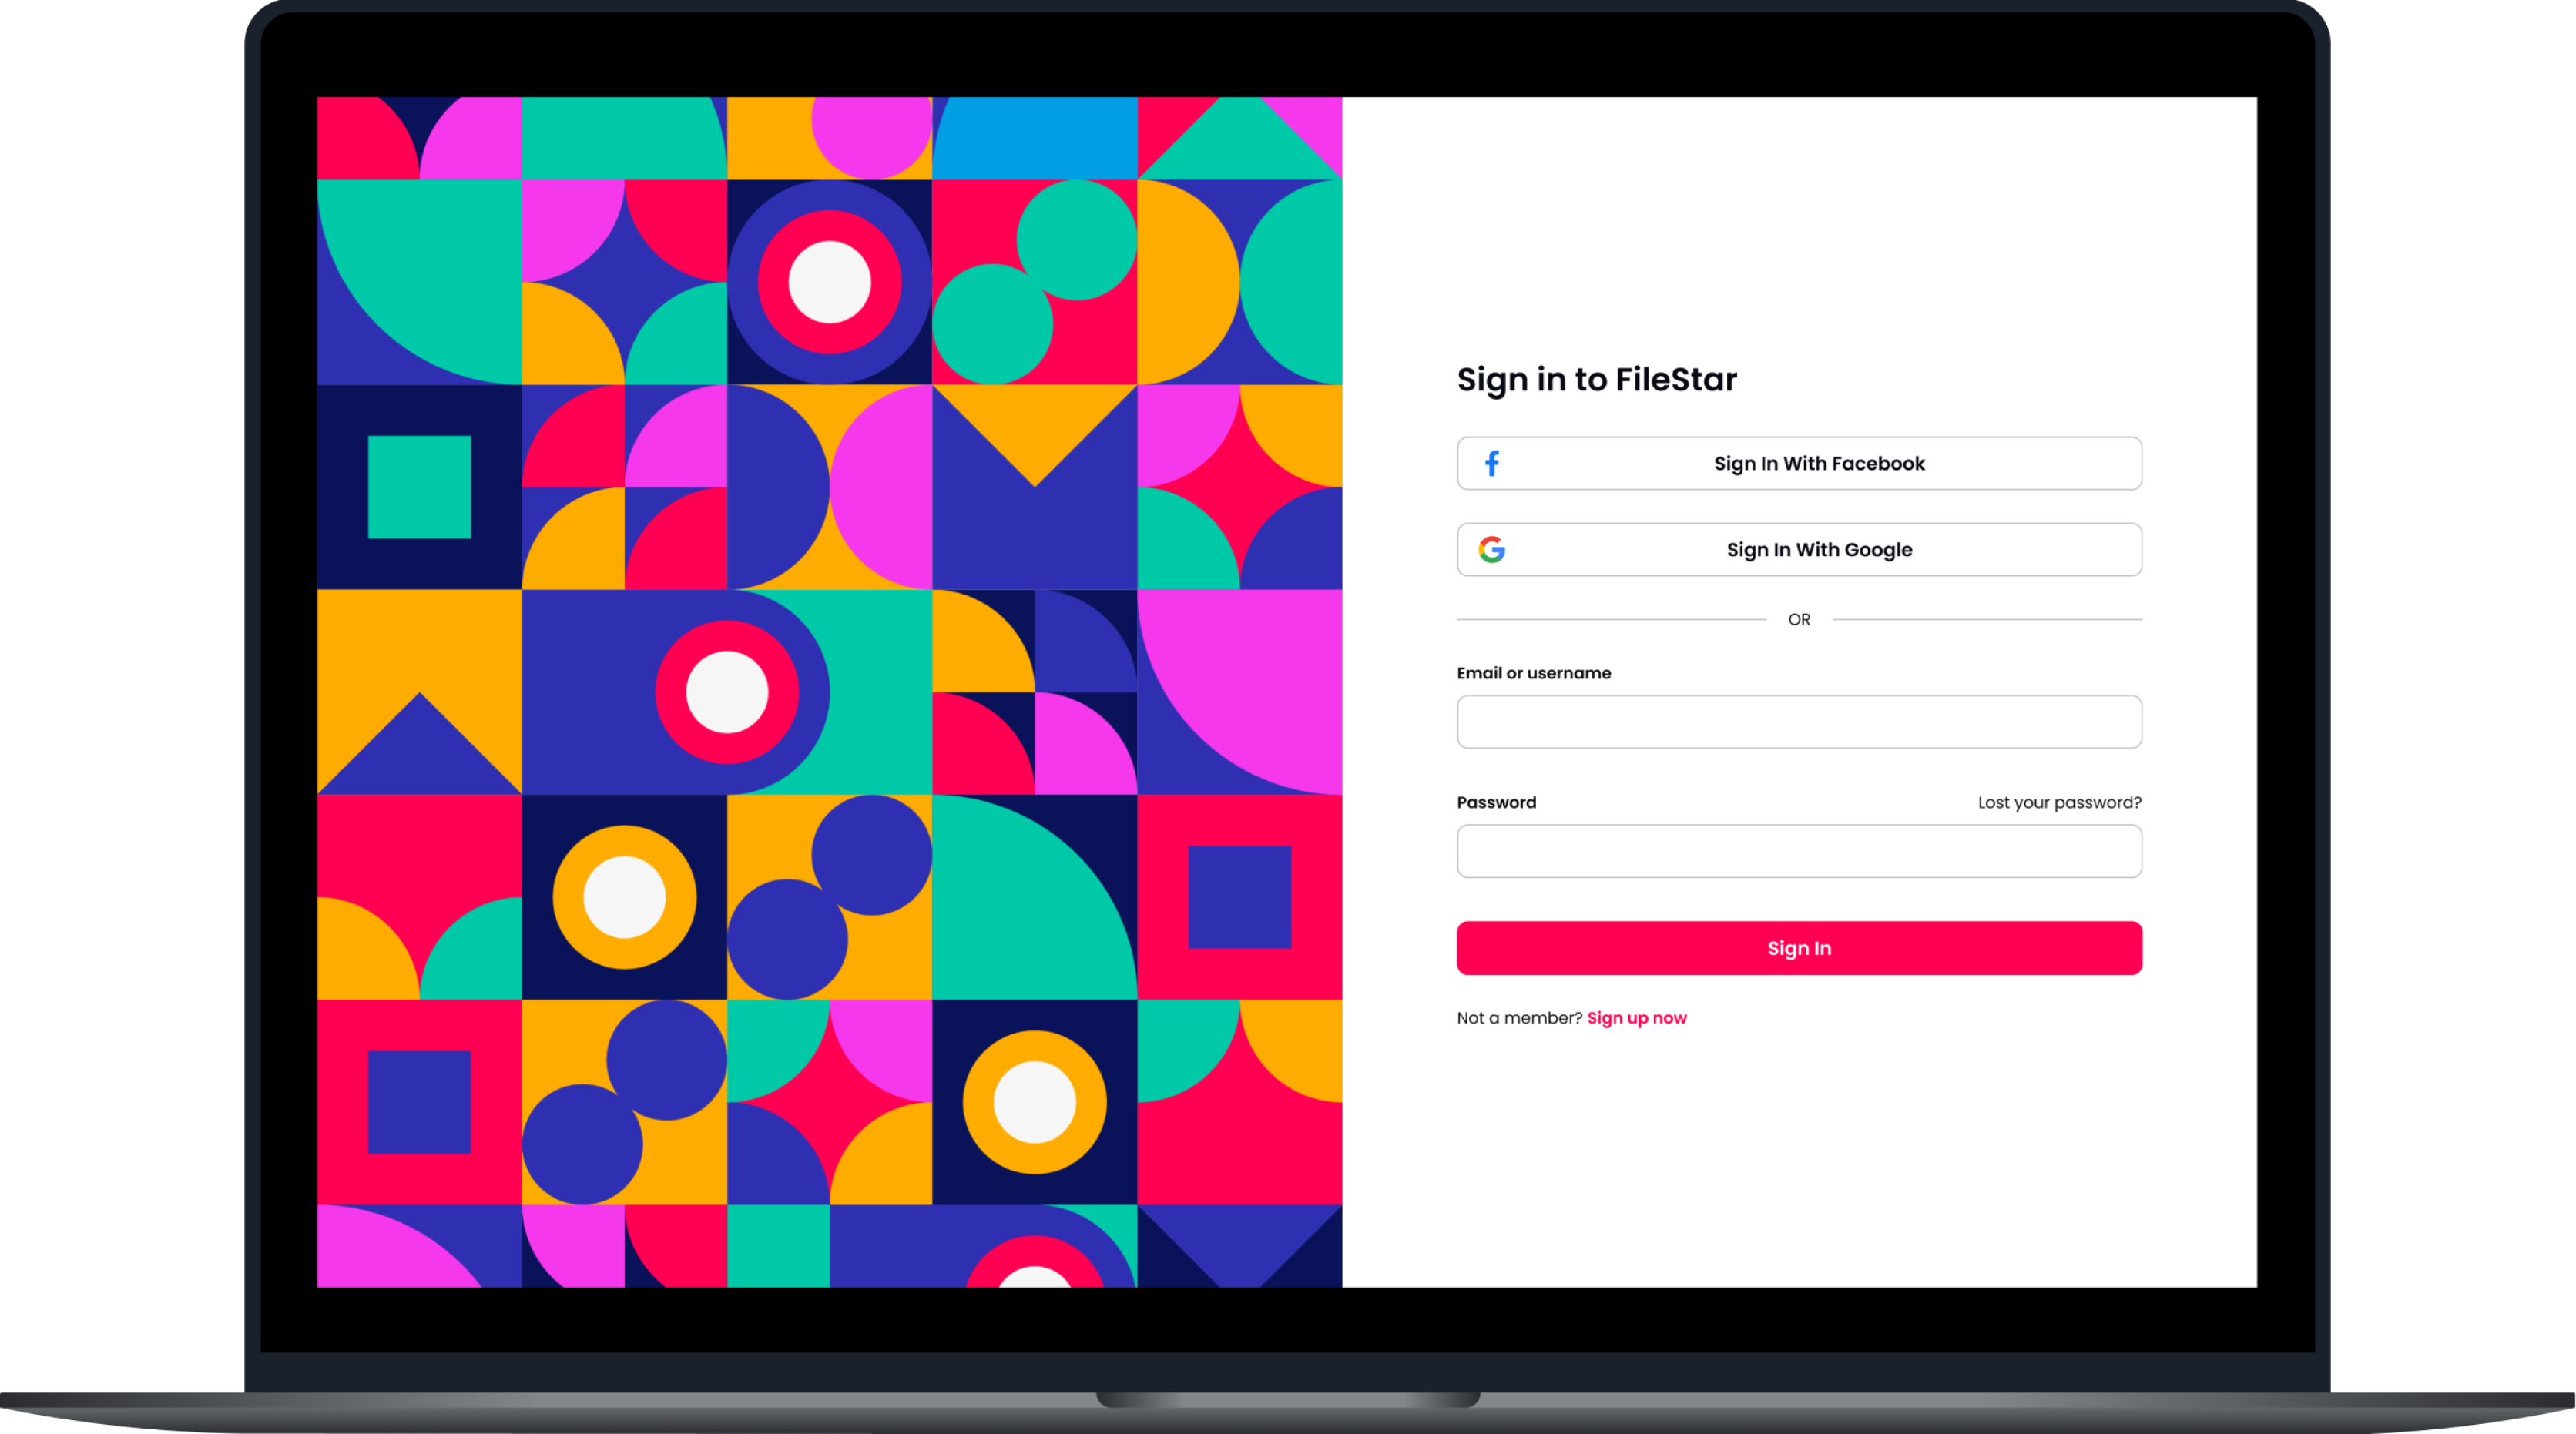 Sign in to FileStar
Sign In With Facebook
Sign In With Google
OR
Email or username
Password
Lost your password?
Sign In
Not a member? Sign up now